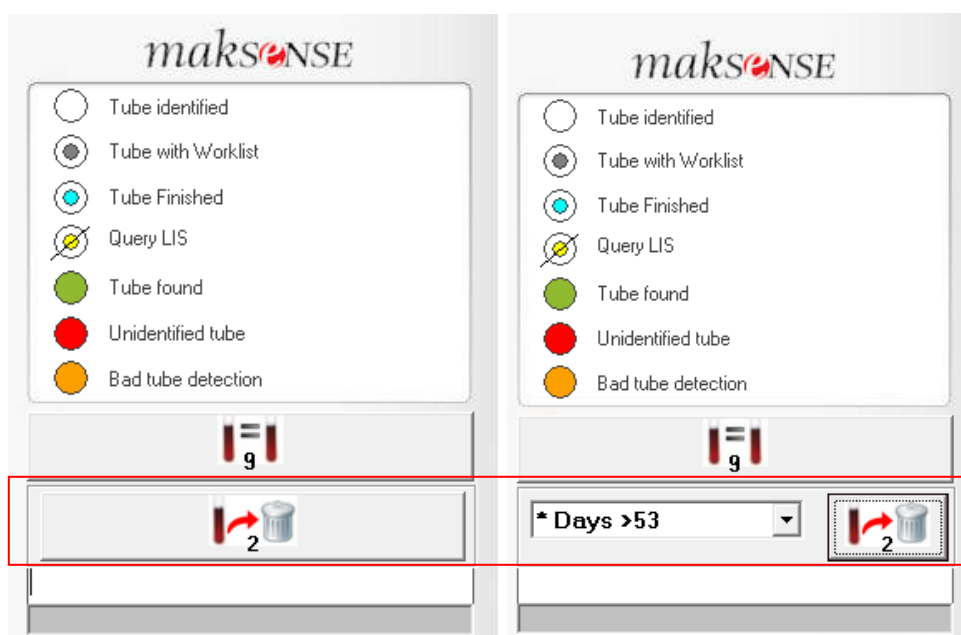 makseNSE
Tube identified
Tube with Worklist
Tube Finished
Query LIS
Tube found
Unidentified tube
Bad tube detection
=
9
2
makseNSE
Tube identified
Tube with Worklist
Tube Finished
Query LIS
Tube found
Unidentified tube
Bad tube detection
=
9
* Days >53
2